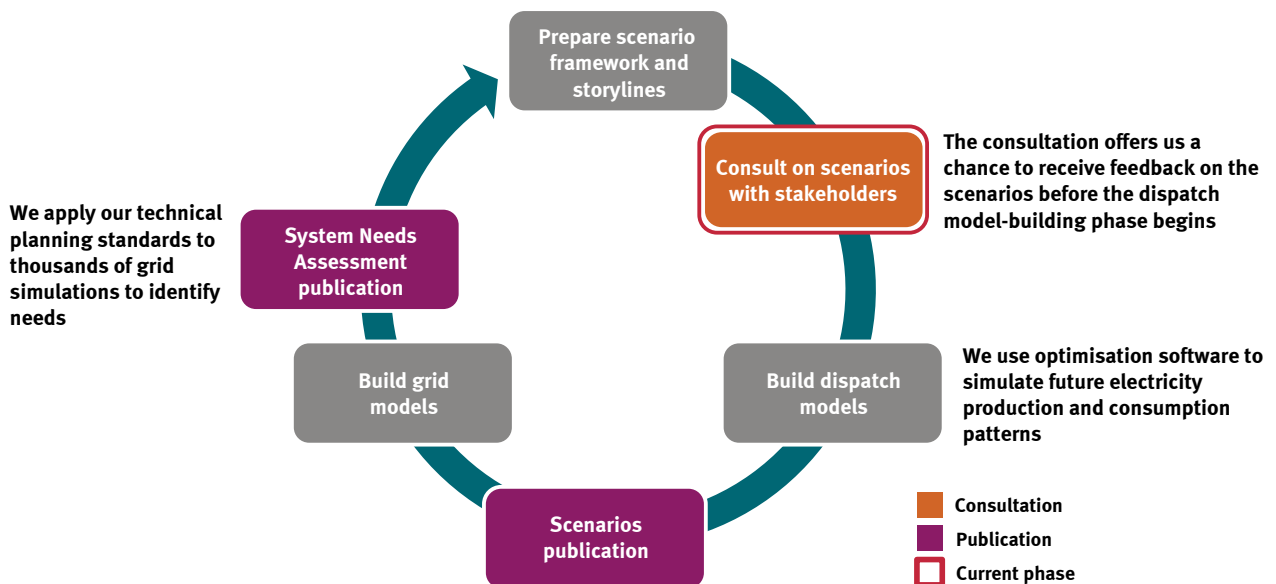 Prepare scenario
framework and
storylines
Consult on scenarios
with stakeholders
The consultation offers us a
chance to receive feedback on the
scenarios before the dispatch
model-building phase begins
Build dispatch
models
We use optimisation software to
simulate future electricity
production and consumption
patterns
Scenarios
publication
Build grid
models
System Needs
Assessment
publication
We apply our technical
planning standards to
thousands of grid
simulations to identify
needs
Consultation
Publication
Current phase